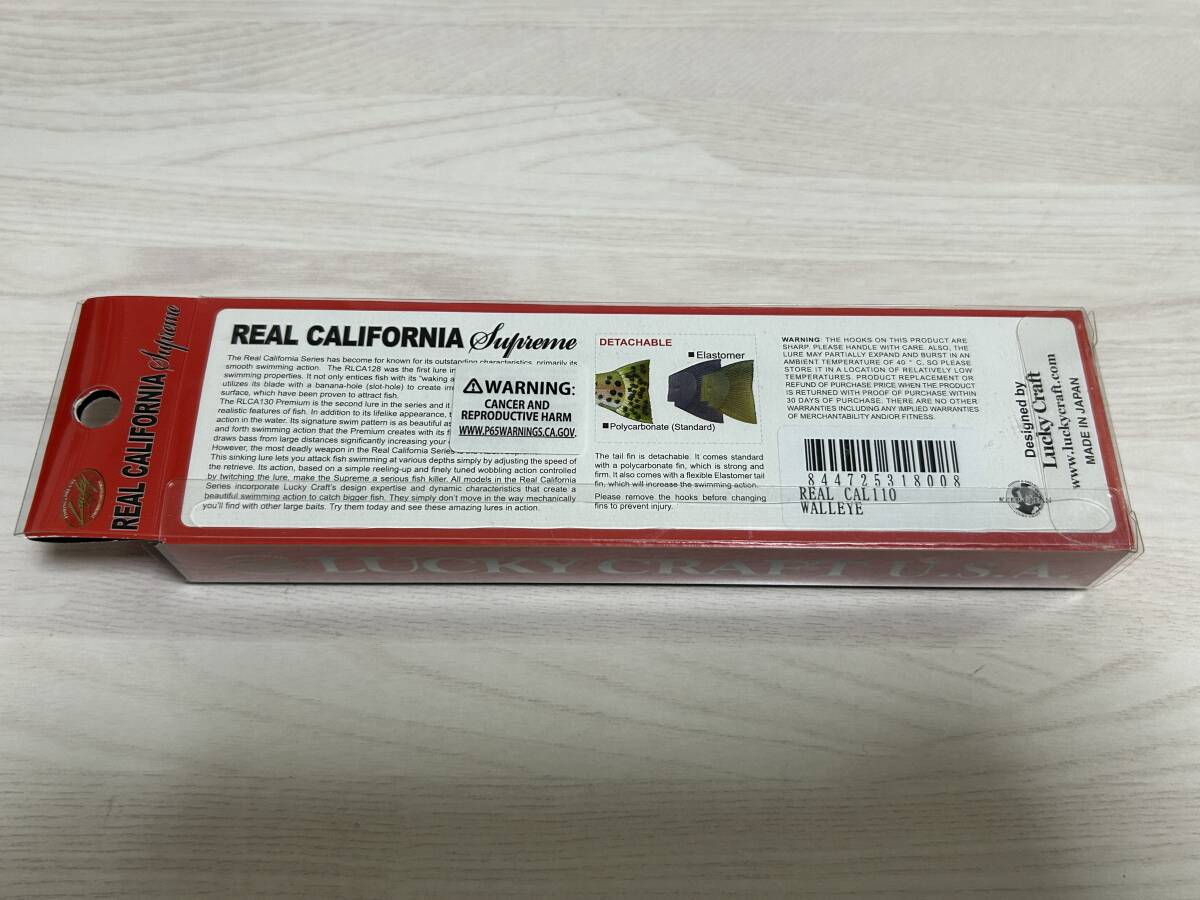 REAL CALIFORNIA Supreme
REAL CALIFORNIA Supreme
The Real California Series has become for known for its outstanding characteristics, primarily its
smooth swimming action. The RLCA128 was the first lure in
swimming properties. It not only entices fish with its "waking a
utilizes its blade with a banana-hole (slot-hole) to create irre
surface, which have been proven to attract fish.
The RLCA130 Premium is the second lure in the series and it
realistic features of fish. In addition to its lifelike appearance, t
action in the water. Its signature swim pattern is as beautiful as
and forth swimming action that the Premium creates with its f
draws bass from large distances significantly increasing your
However, the most deadly weapon in the Real California Series
This sinking lure lets you attack fish swimming at various depths simply by adjusting the speed of
the retrieve. Its action, based on a simple reeling-up and finely tuned wobbling action controlled
by twitching the lure, make the Supreme a serious fish killer. All models in the Real California
Series incorporate Lucky Craft's design expertise and dynamic characteristics that create a
beautiful swimming action to catch bigger fish. They simply don't move in the way mechanically
you'll find with other large baits. Try them today and see these amazing lures in action.
WARNING:
CANCER AND
REPRODUCTIVE HARM
WWW.P65WARNINGS.CA.GOV.
DETACHABLE
■Elastomer
■Polycarbonate (Standard)
The tail fin is detachable. It comes standard
with a polycarbonate fin, which is strong and
firm. It also comes with a flexible Elastomer tail
fin, which will increase the swimming action.
Please remove the hooks before changing
fins to prevent injury.
WARNING: THE HOOKS ON THIS PRODUCT ARE
SHARP. PLEASE HANDLE WITH CARE. ALSO, THE
LURE MAY PARTIALLY EXPAND AND BURST IN AN
AMBIENT TEMPERATURE OF 40 ° C, SO PLEASE
STORE IT IN A LOCATION OF RELATIVELY LOW
TEMPERATURES. PRODUCT REPLACEMENT OR
REFUND OF PURCHASE PRICE WHEN THE PRODUCT
IS RETURNED WITH PROOF OF PURCHASE WITHIN
30 DAYS OF PURCHASE. THERE ARE NO OTHER
WARRANTIES INCLUDING ANY IMPLIED WARRANTIES
OF MERCHANTABILITY AND/OR FITNESS.
844725318008
REAL CAL110
WALLEYE
Designed by
Lucky Craft
www.luckycraft.com
MADE IN JAPAN
LUCKY CRAFT U.S.A.